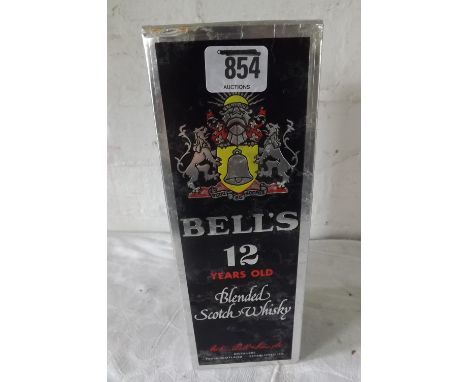 854
AUCTIONS
BELL'S
12
YEARS OLD
Blended
Scotch Whisky